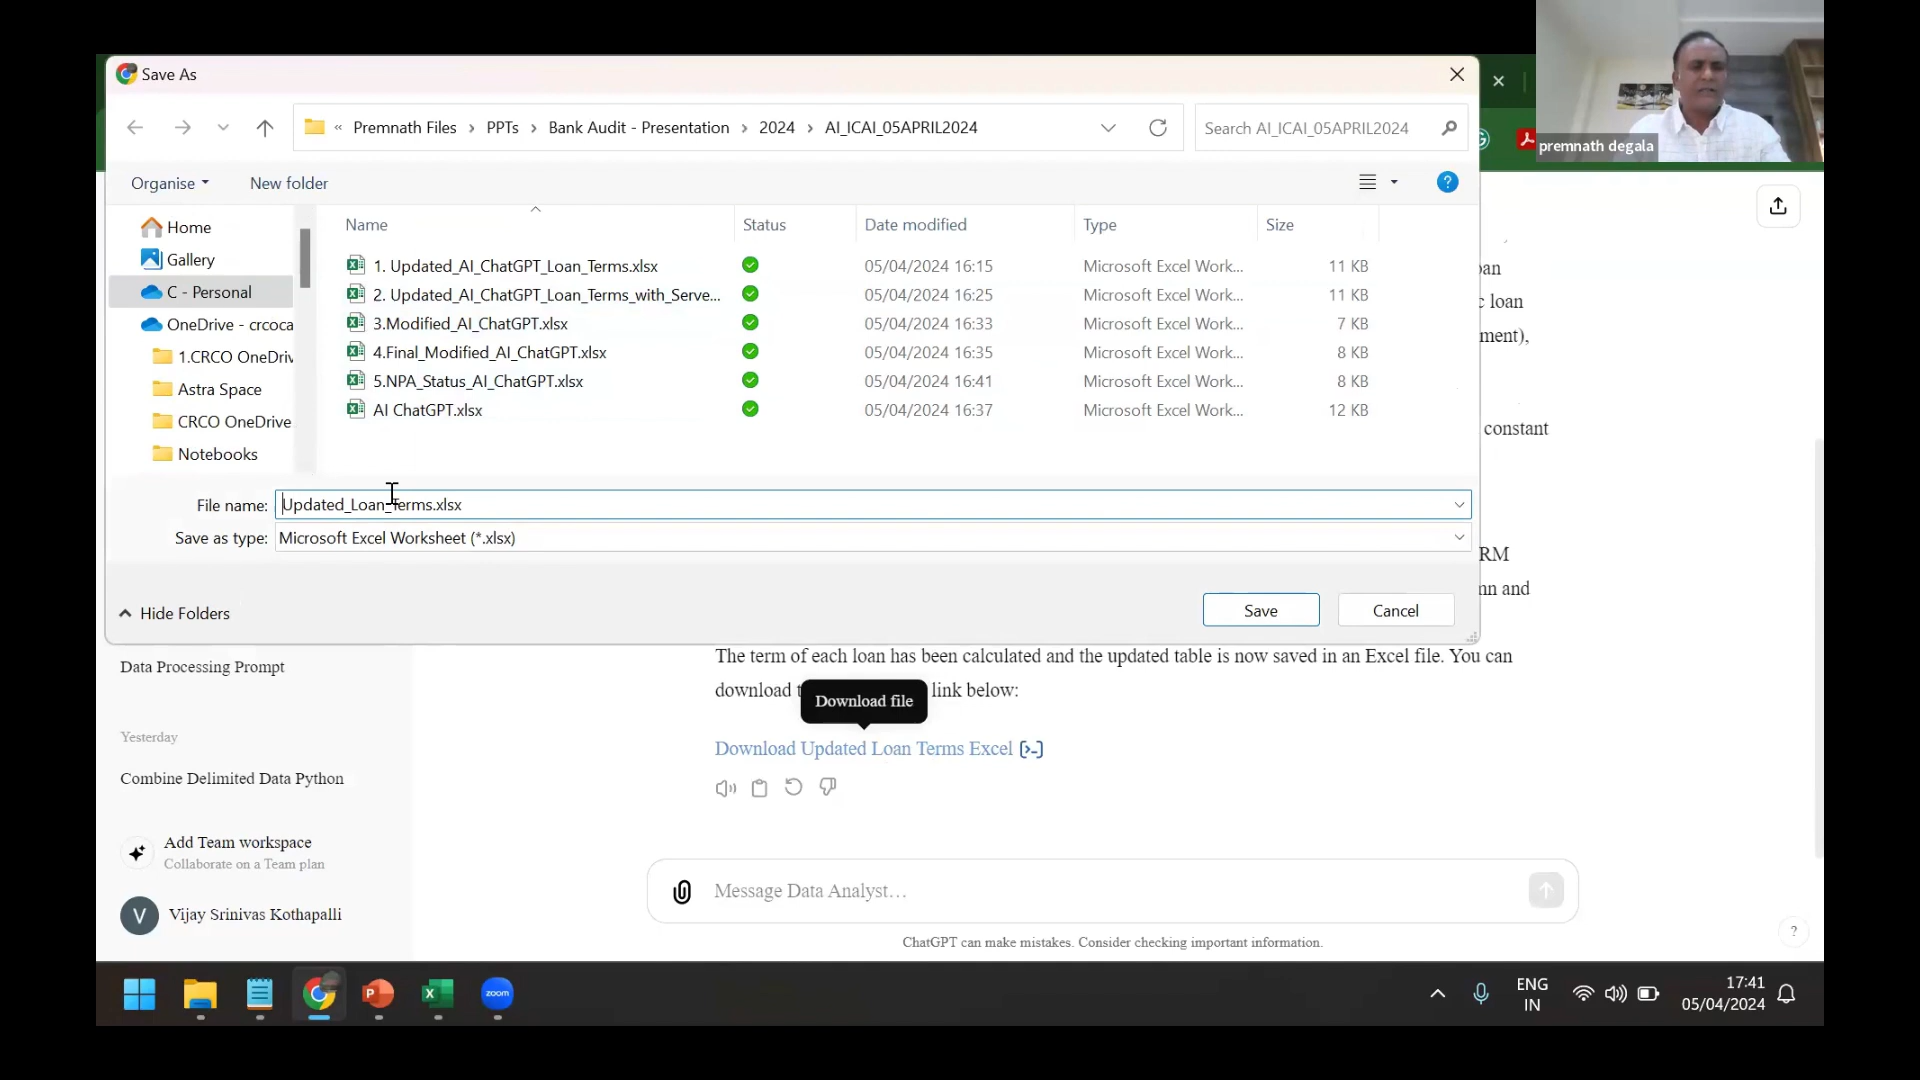 Save As
« Premnath Files › PPTs › Bank Audit - Presentation › 2024 › AI_ICAI_05APRIL2024
Search AI_ICAI_05APRIL2024
premnath degala
Organise
New folder
Name
Status
Date modified
Type
Size
Home
Gallery
C - Personal
OneDrive - crcoca
1.CRCO OneDriv
Astra Space
CRCO OneDrive
Notebooks
1. Updated_AI_ChatGPT_Loan_Terms.xlsx 05/04/2024 16:15 Microsoft Excel Work... 11 KB
2. Updated_AI_ChatGPT_Loan_Terms_with_Serve... 05/04/2024 16:25 Microsoft Excel Work... 11 KB
3.Modified_AI_ChatGPT.xlsx 05/04/2024 16:33 Microsoft Excel Work... 7 KB
4.Final_Modified_AI_ChatGPT.xlsx 05/04/2024 16:35 Microsoft Excel Work... 8 KB
5.NPA_Status_AI_ChatGPT.xlsx 05/04/2024 16:41 Microsoft Excel Work... 8 KB
AI ChatGPT.xlsx 05/04/2024 16:37 Microsoft Excel Work... 12 KB
File name: Updated_Loan_Terms.xlsx
Save as type: Microsoft Excel Worksheet (*.xlsx)
Hide Folders
Save
Cancel
loan
ment),
constant
RM
and
Data Processing Prompt
Yesterday
Combine Delimited Data Python
Add Team workspace
Collaborate on a Team plan
V
Vijay Srinivas Kothapalli
The term of each loan has been calculated and the updated table is now saved in an Excel file. You can
download link below:
Download file
Download Updated Loan Terms Excel [>-]
Message Data Analyst…
ChatGPT can make mistakes. Consider checking important information.
?
zoom
ENG
IN
17:41
05/04/2024